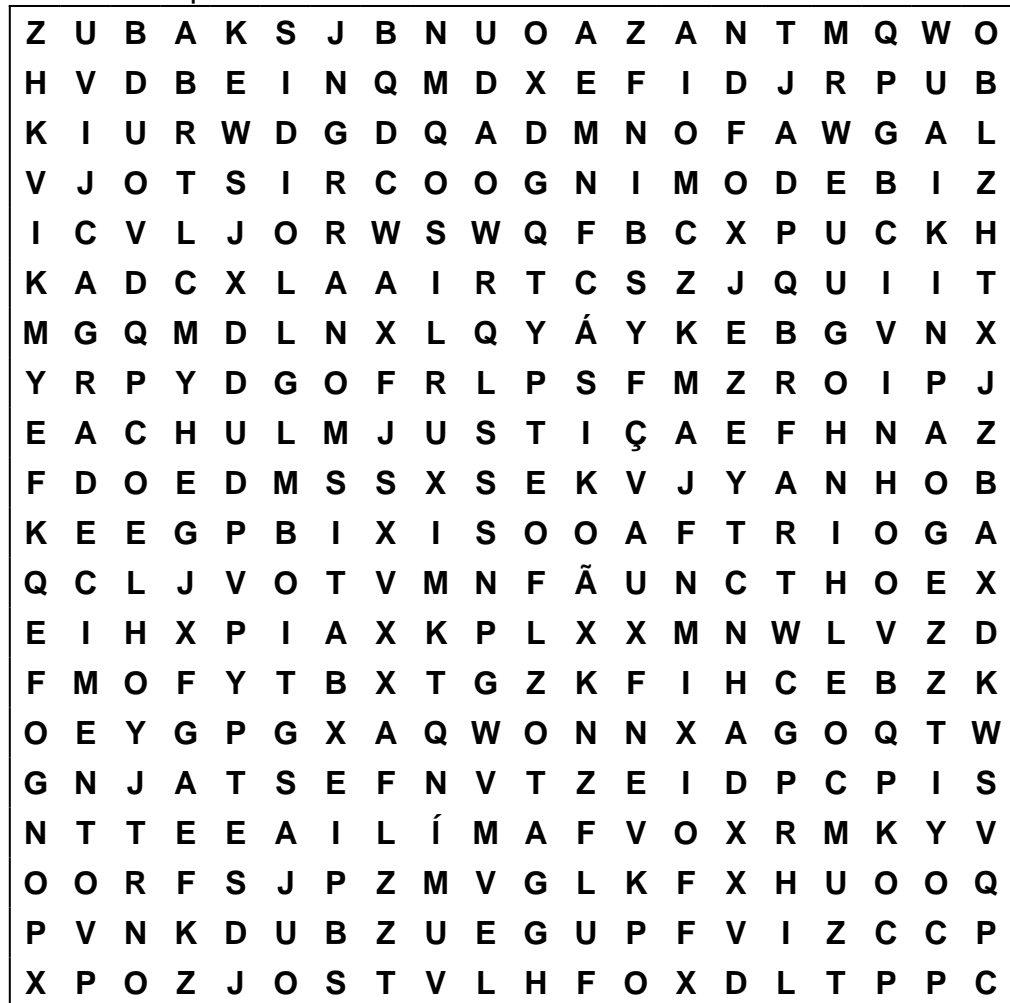 Z U B A K S J B N U O A Z A N T M Q W O
H V D B E I N Q M D X E F I D J R P U B
K I U R W D G D Q A D M N O F A W G A L
V J O T S I R C O O G N I M O D E B I Z
I C V L J O R W S W Q F B C X P U C K H
K A D C X L A A I R T C S Z J Q U I I T
M G Q M D L N X L Q Y Á Y K E B G V N X
Y R P Y D G O F R L P S F M Z R O I P J
E A C H U L M J U S T I Ç A E F H N A Z
F D O E D M S S X S E K V J Y A N H O B
K E E G P B I X I S O O A F T R I O G A
Q C L J V O T V M N F Ã U N C T H O E X
E I H X P I A X K P L X X M N W L V Z D
F M O F Y T B X T G Z K F I H C E B Z K
O E Y G P G X A Q W O N N X A G O Q T W
G N J A T S E F N V T Z E I D P C P I S
N T T E E A I L Í M A F V O X R M K Y V
O O R F S J P Z M V G L K F X H U O O Q
P V N K D U B Z U E G U P F V I Z C C P
X P O Z J O S T V L H F O X D L T P P C